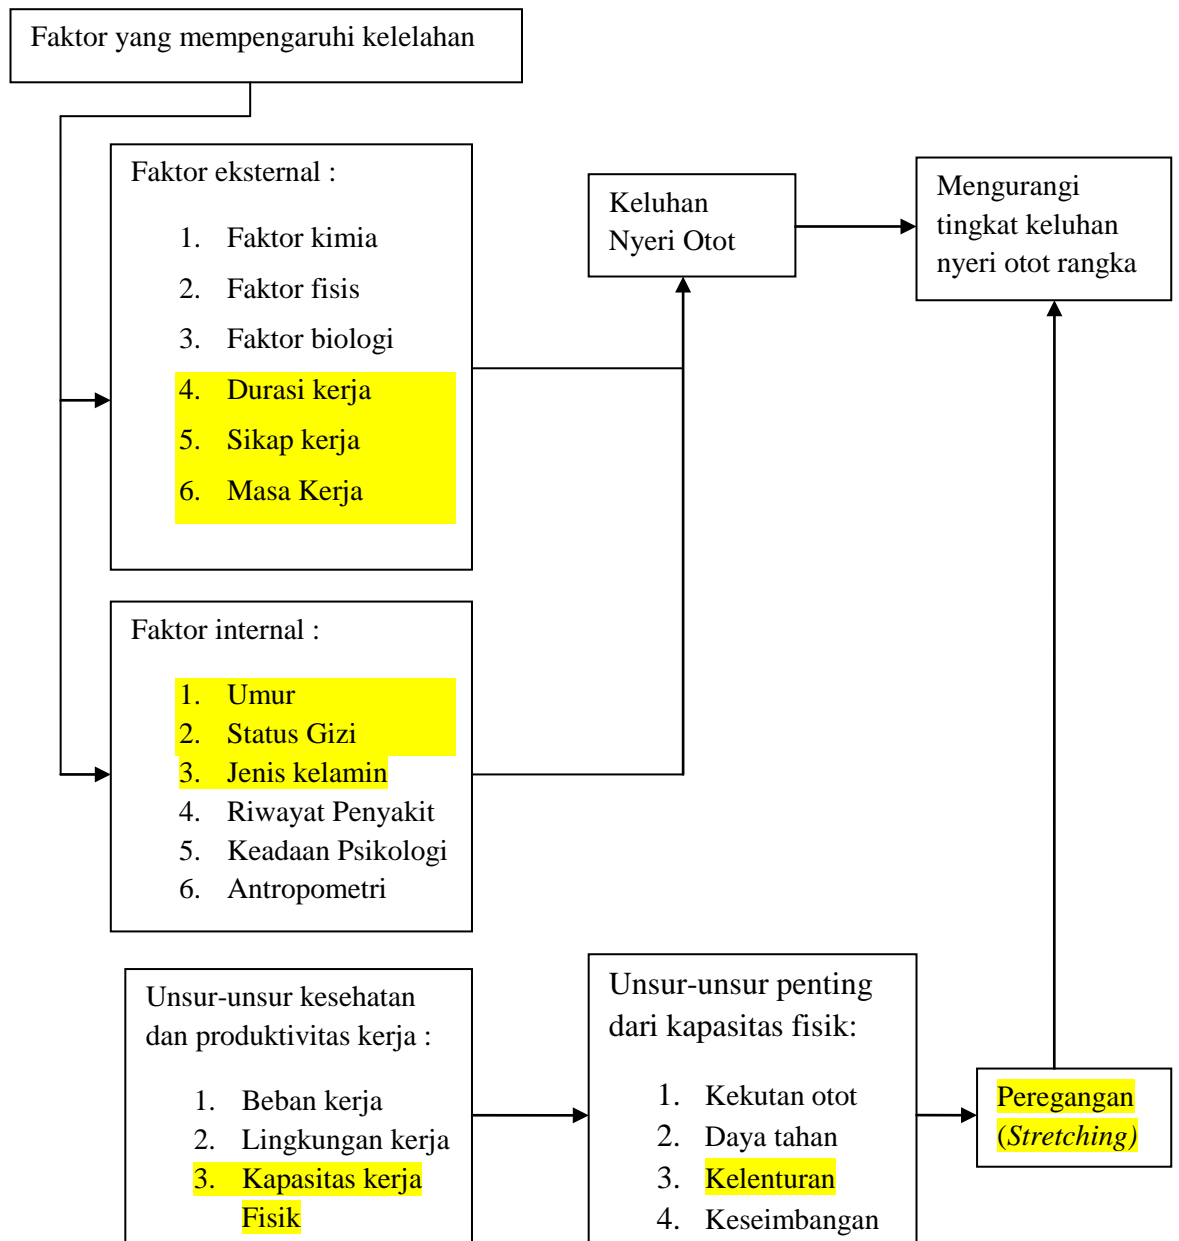 Faktor yang mempengaruhi kelelahan
Faktor eksternal :
1. Faktor kimia
2. Faktor fisis
3. Faktor biologi
4. Durasi kerja
5. Sikap kerja
6. Masa Kerja
Keluhan
Nyeri Otot
Mengurangi
tingkat keluhan
nyeri otot rangka
Faktor internal :
1. Umur
2. Status Gizi
3. Jenis kelamin
4. Riwayat Penyakit
5. Keadaan Psikologi
6. Antropometri
Unsur-unsur kesehatan
dan produktivitas kerja :
1. Beban kerja
2. Lingkungan kerja
3. Kapasitas kerja
Fisik
Unsur-unsur penting
dari kapasitas fisik:
1. Kekutan otot
2. Daya tahan
3. Kelenturan
4. Keseimbangan
Peregangan
(Stretching)